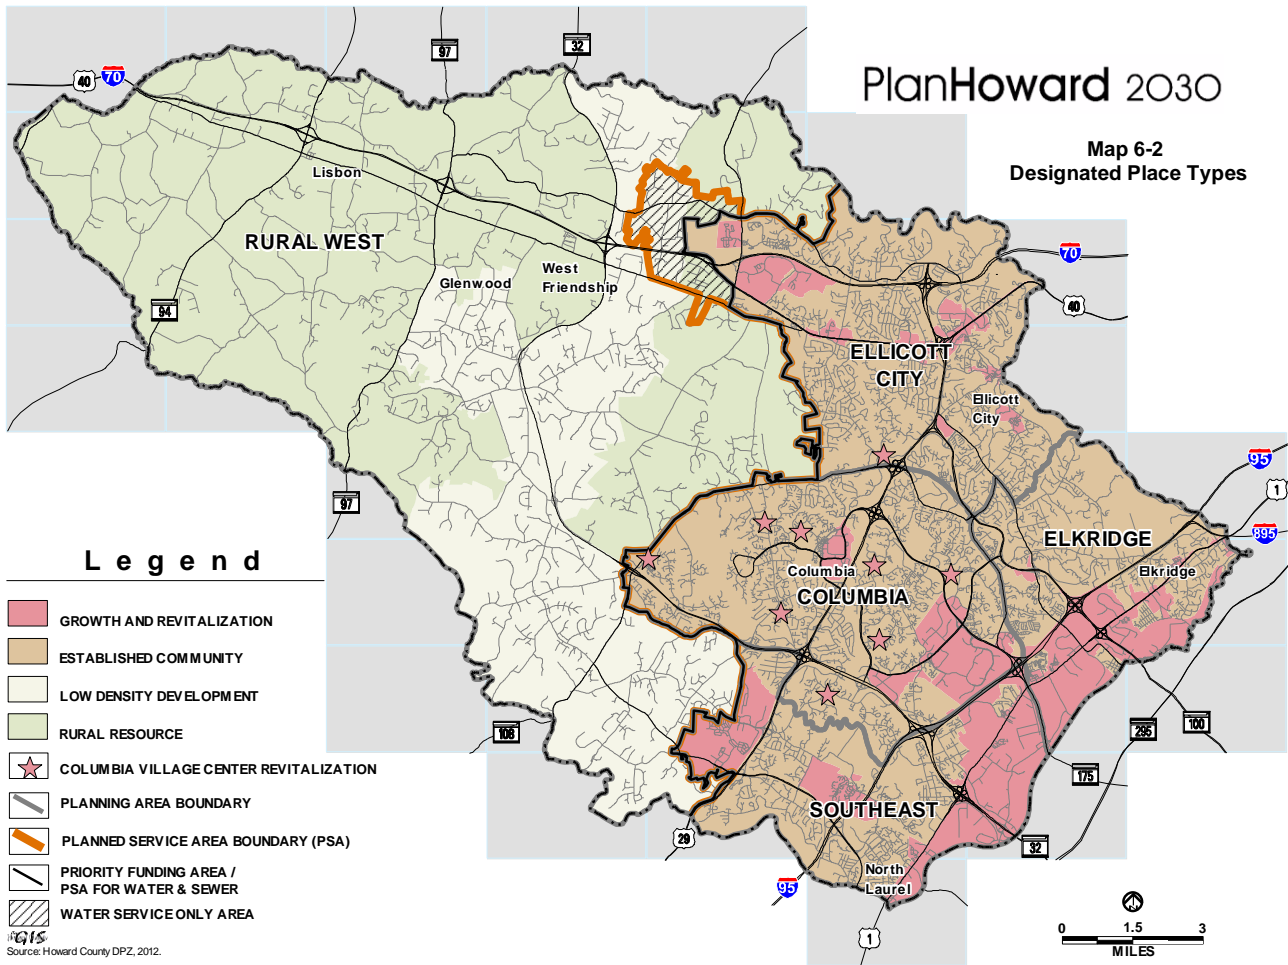 PlanHoward 2030
Map 6-2
Designated Place Types
97
32
40
70
Lisbon
RURAL WEST
West
Friendship
Glenwood
94
70
40
ELLICOTT
CITY
Ellicott
City
95
1
97
895
ELKRIDGE
Elkridge
Columbia
COLUMBIA
Legend
GROWTH AND REVITALIZATION
ESTABLISHED COMMUNITY
LOW DENSITY DEVELOPMENT
RURAL RESOURCE
COLUMBIA VILLAGE CENTER REVITALIZATION
PLANNING AREA BOUNDARY
PLANNED SERVICE AREA BOUNDARY (PSA)
PRIORITY FUNDING AREA /
PSA FOR WATER & SEWER
WATER SERVICE ONLY AREA
108
295
100
175
SOUTHEAST
29
32
North
Laurel
95
1
0 1.5 3
MILES
GIS
Source: Howard County DPZ, 2012.